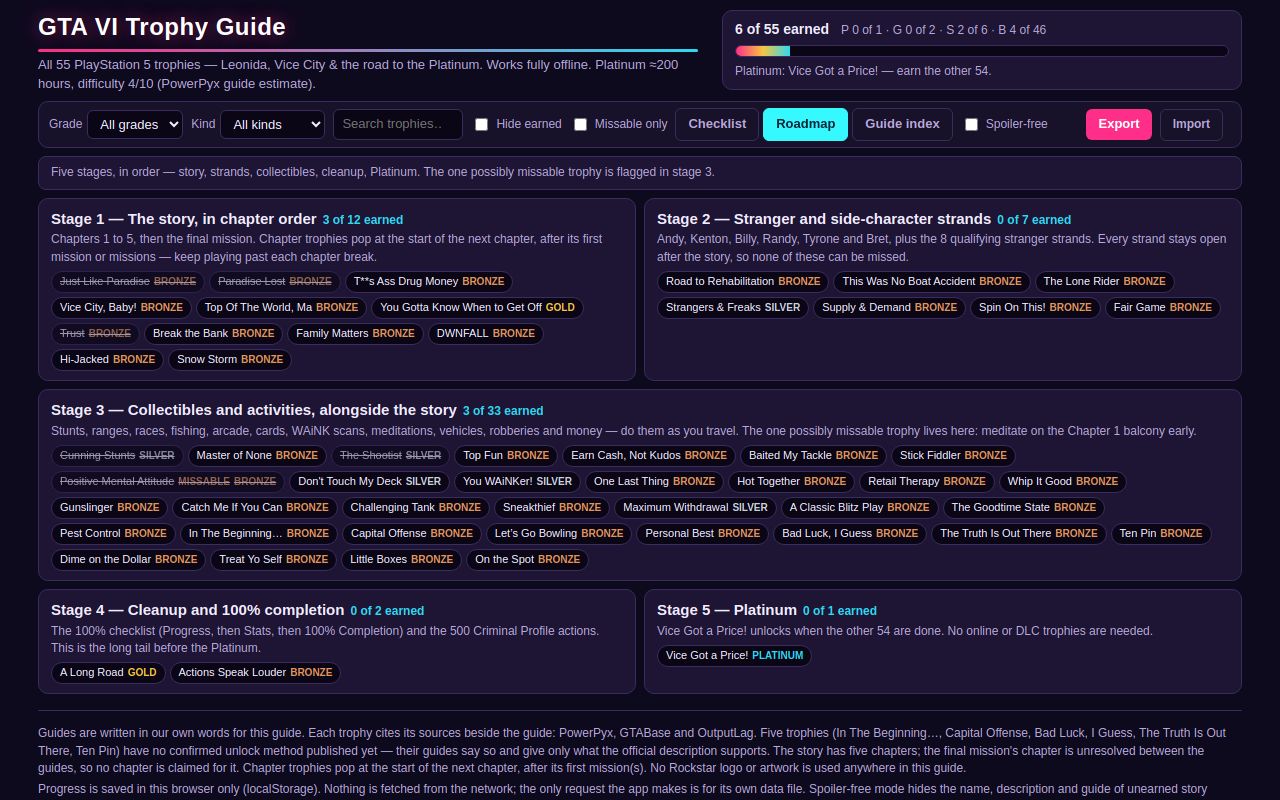 GTA VI Trophy Guide
All 55 PlayStation 5 trophies — Leonida, Vice City & the road to the Platinum. Works fully offline. Platinum ≈200
hours, difficulty 4/10 (PowerPyx guide estimate).
6 of 55 earned P 0 of 1 · G 0 of 2 · S 2 of 6 · B 4 of 46
Platinum: Vice Got a Price! — earn the other 54.
Grade All grades Kind All kinds Search trophies.. Hide earned Missable only Checklist Roadmap Guide index Spoiler-free Export Import
Five stages, in order — story, strands, collectibles, cleanup, Platinum. The one possibly missable trophy is flagged in stage 3.
Stage 1 — The story, in chapter order 3 of 12 earned
Chapters 1 to 5, then the final mission. Chapter trophies pop at the start of the next chapter, after its first
mission or missions — keep playing past each chapter break.
Just Like Paradise BRONZE Paradise Lost BRONZE T**s Ass Drug Money BRONZE
Vice City, Baby! BRONZE Top Of The World, Ma BRONZE You Gotta Know When to Get Off GOLD
Trust BRONZE Break the Bank BRONZE Family Matters BRONZE DWNFALL BRONZE
Hi-Jacked BRONZE Snow Storm BRONZE
Stage 2 — Stranger and side-character strands 0 of 7 earned
Andy, Kenton, Billy, Randy, Tyrone and Bret, plus the 8 qualifying stranger strands. Every strand stays open
after the story, so none of these can be missed.
Road to Rehabilitation BRONZE This Was No Boat Accident BRONZE The Lone Rider BRONZE
Strangers & Freaks SILVER Supply & Demand BRONZE Spin On This! BRONZE Fair Game BRONZE
Stage 3 — Collectibles and activities, alongside the story 3 of 33 earned
Stunts, ranges, races, fishing, arcade, cards, WAiNK scans, meditations, vehicles, robberies and money — do them as you travel. The one possibly missable trophy lives here: meditate on the Chapter 1 balcony early.
Cunning Stunts SILVER Master of None BRONZE The Shootist SILVER Top Fun BRONZE Earn Cash, Not Kudos BRONZE Baited My Tackle BRONZE Stick Fiddler BRONZE
Positive Mental Attitude MISSABLE BRONZE Don't Touch My Deck SILVER You WAiNKer! SILVER One Last Thing BRONZE Hot Together BRONZE Retail Therapy BRONZE Whip It Good BRONZE
Gunslinger BRONZE Catch Me If You Can BRONZE Challenging Tank BRONZE Sneakthief BRONZE Maximum Withdrawal SILVER A Classic Blitz Play BRONZE The Goodtime State BRONZE
Pest Control BRONZE In The Beginning… BRONZE Capital Offense BRONZE Let's Go Bowling BRONZE Personal Best BRONZE Bad Luck, I Guess BRONZE The Truth Is Out There BRONZE Ten Pin BRONZE
Dime on the Dollar BRONZE Treat Yo Self BRONZE Little Boxes BRONZE On the Spot BRONZE
Stage 4 — Cleanup and 100% completion 0 of 2 earned
The 100% checklist (Progress, then Stats, then 100% Completion) and the 500 Criminal Profile actions.
This is the long tail before the Platinum.
A Long Road GOLD Actions Speak Louder BRONZE
Stage 5 — Platinum 0 of 1 earned
Vice Got a Price! unlocks when the other 54 are done. No online or DLC trophies are needed.
Vice Got a Price! PLATINUM
Guides are written in our own words for this guide. Each trophy cites its sources beside the guide: PowerPyx, GTABase and OutputLag. Five trophies (In The Beginning…, Capital Offense, Bad Luck, I Guess, The Truth Is Out
There, Ten Pin) have no confirmed unlock method published yet — their guides say so and give only what the official description supports. The story has five chapters; the final mission's chapter is unresolved between the
guides, so no chapter is claimed for it. Chapter trophies pop at the start of the next chapter, after its first mission(s). No Rockstar logo or artwork is used anywhere in this guide.
Progress is saved in this browser only (localStorage). Nothing is fetched from the network; the only request the app makes is for its own data file. Spoiler-free mode hides the name, description and guide of unearned story